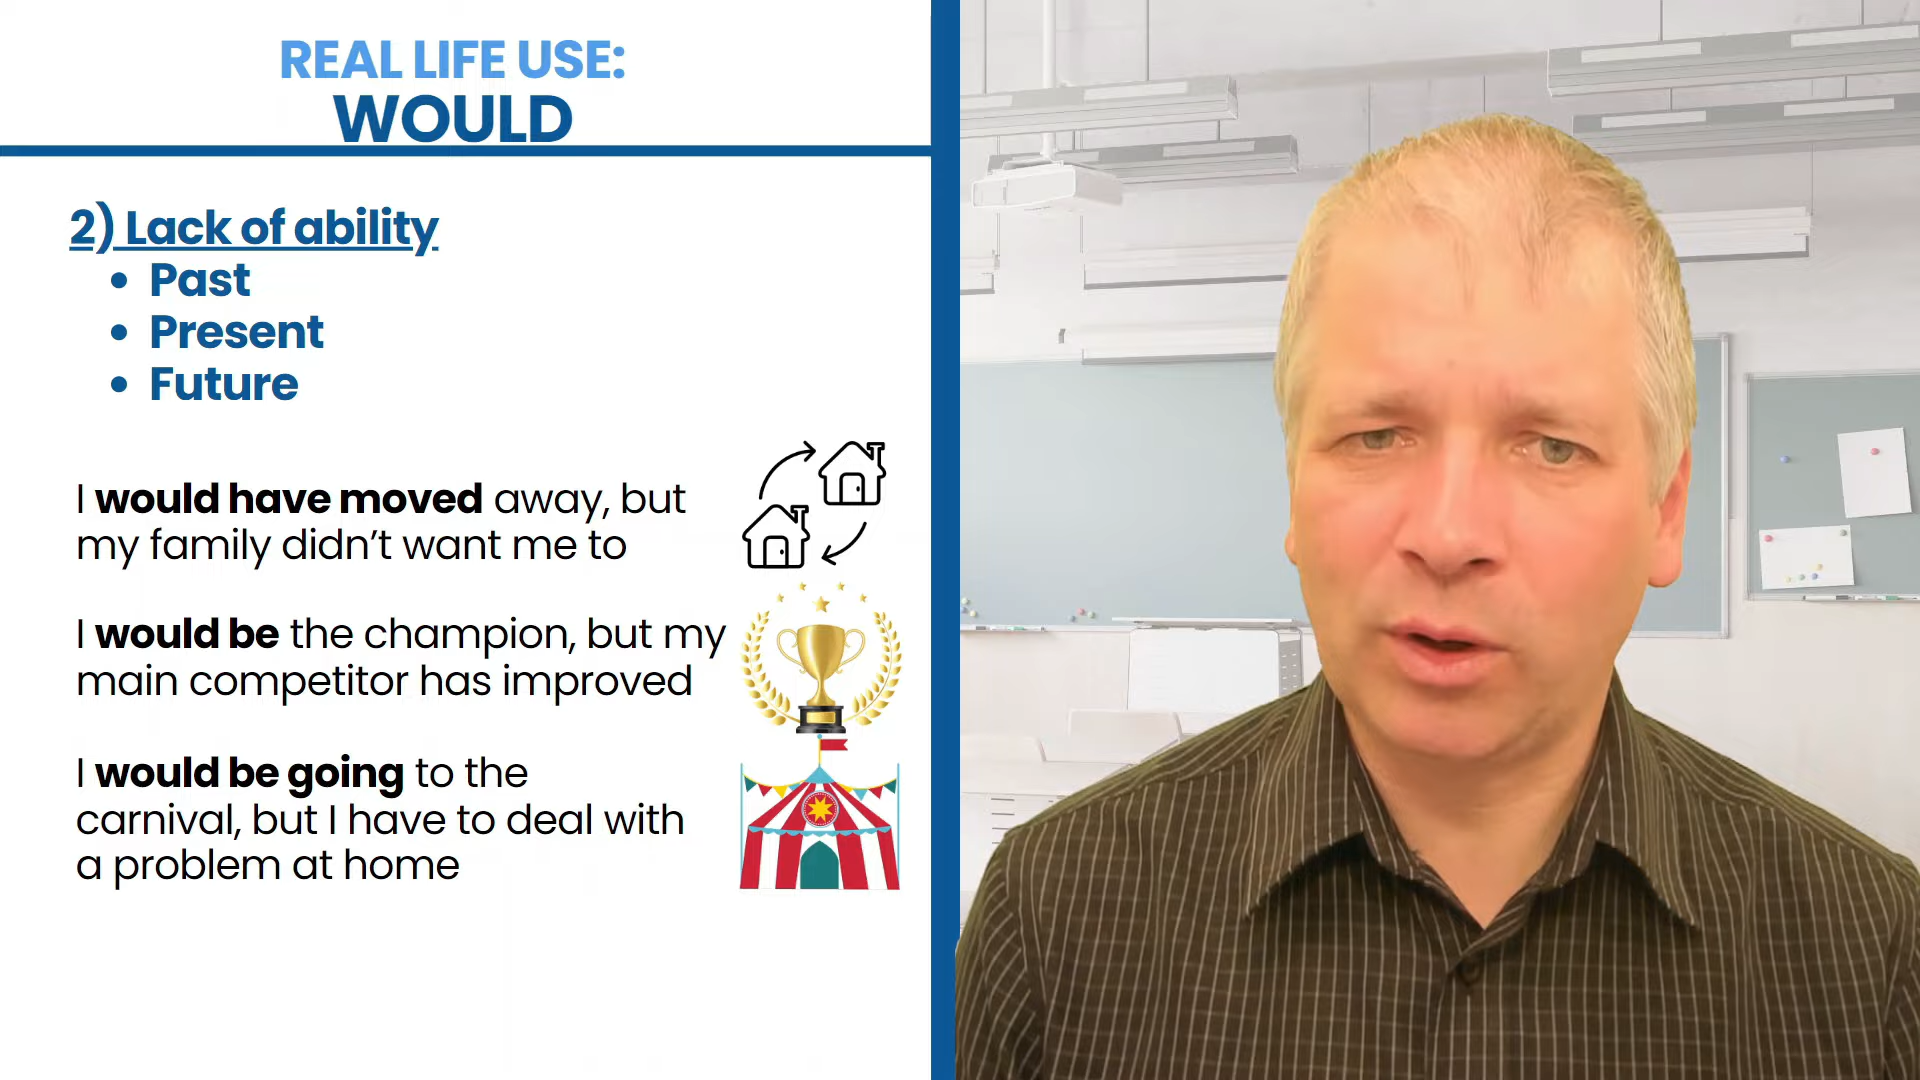 REAL LIFE USE:
WOULD
2) Lack of ability
• Past
• Present
• Future
I would have moved away, but
my family didn’t want me to
I would be the champion, but my
main competitor has improved
I would be going to the
carnival, but I have to deal with
a problem at home